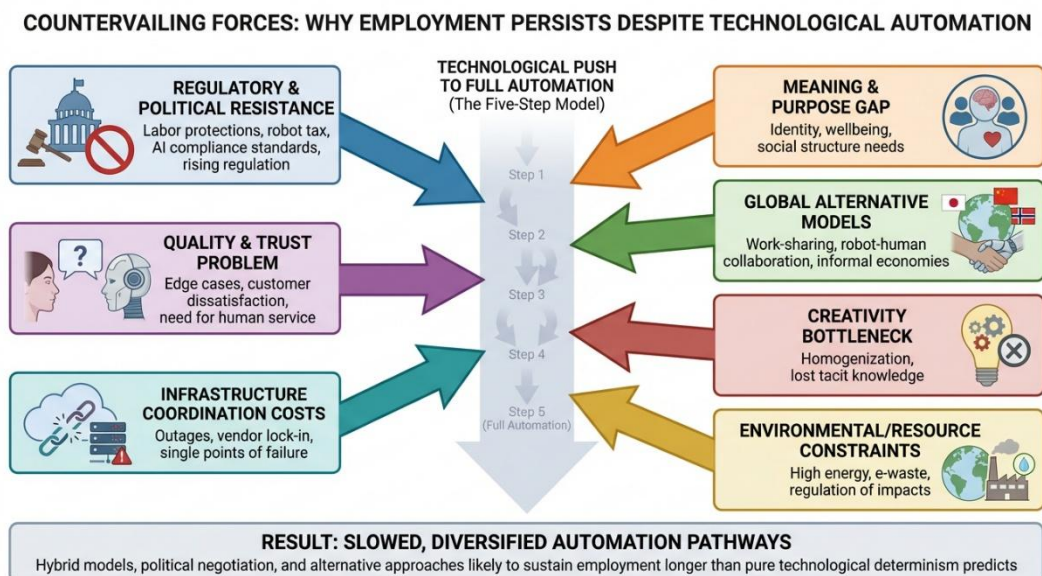 COUNTERVAILING FORCES: WHY EMPLOYMENT PERSISTS DESPITE TECHNOLOGICAL AUTOMATION
REGULATORY &
POLITICAL RESISTANCE
Labor protections, robot tax,
AI compliance standards,
rising regulation
?
QUALITY & TRUST
PROBLEM
Edge cases, customer
dissatisfaction,
need for human service
INFRASTRUCTURE
COORDINATION COSTS
Outages, vendor lock-in,
single points of failure
TECHNOLOGICAL PUSH
TO FULL AUTOMATION
(The Five-Step Model)
Step 1
Step 2
Step 3
Step 4
Step 5
(Full Automation)
MEANING &
PURPOSE GAP
Identity, wellbeing,
social structure needs
GLOBAL ALTERNATIVE
MODELS
Work-sharing, robot-human
collaboration, informal economies
CREATIVITY
BOTTLENECK
Homogenization,
lost tacit knowledge
ENVIRONMENTAL/RESOURCE
CONSTRAINTS
High energy, e-waste,
regulation of impacts
RESULT: SLOWED, DIVERSIFIED AUTOMATION PATHWAYS
Hybrid models, political negotiation, and alternative approaches likely to sustain employment longer than pure technological determinism predicts